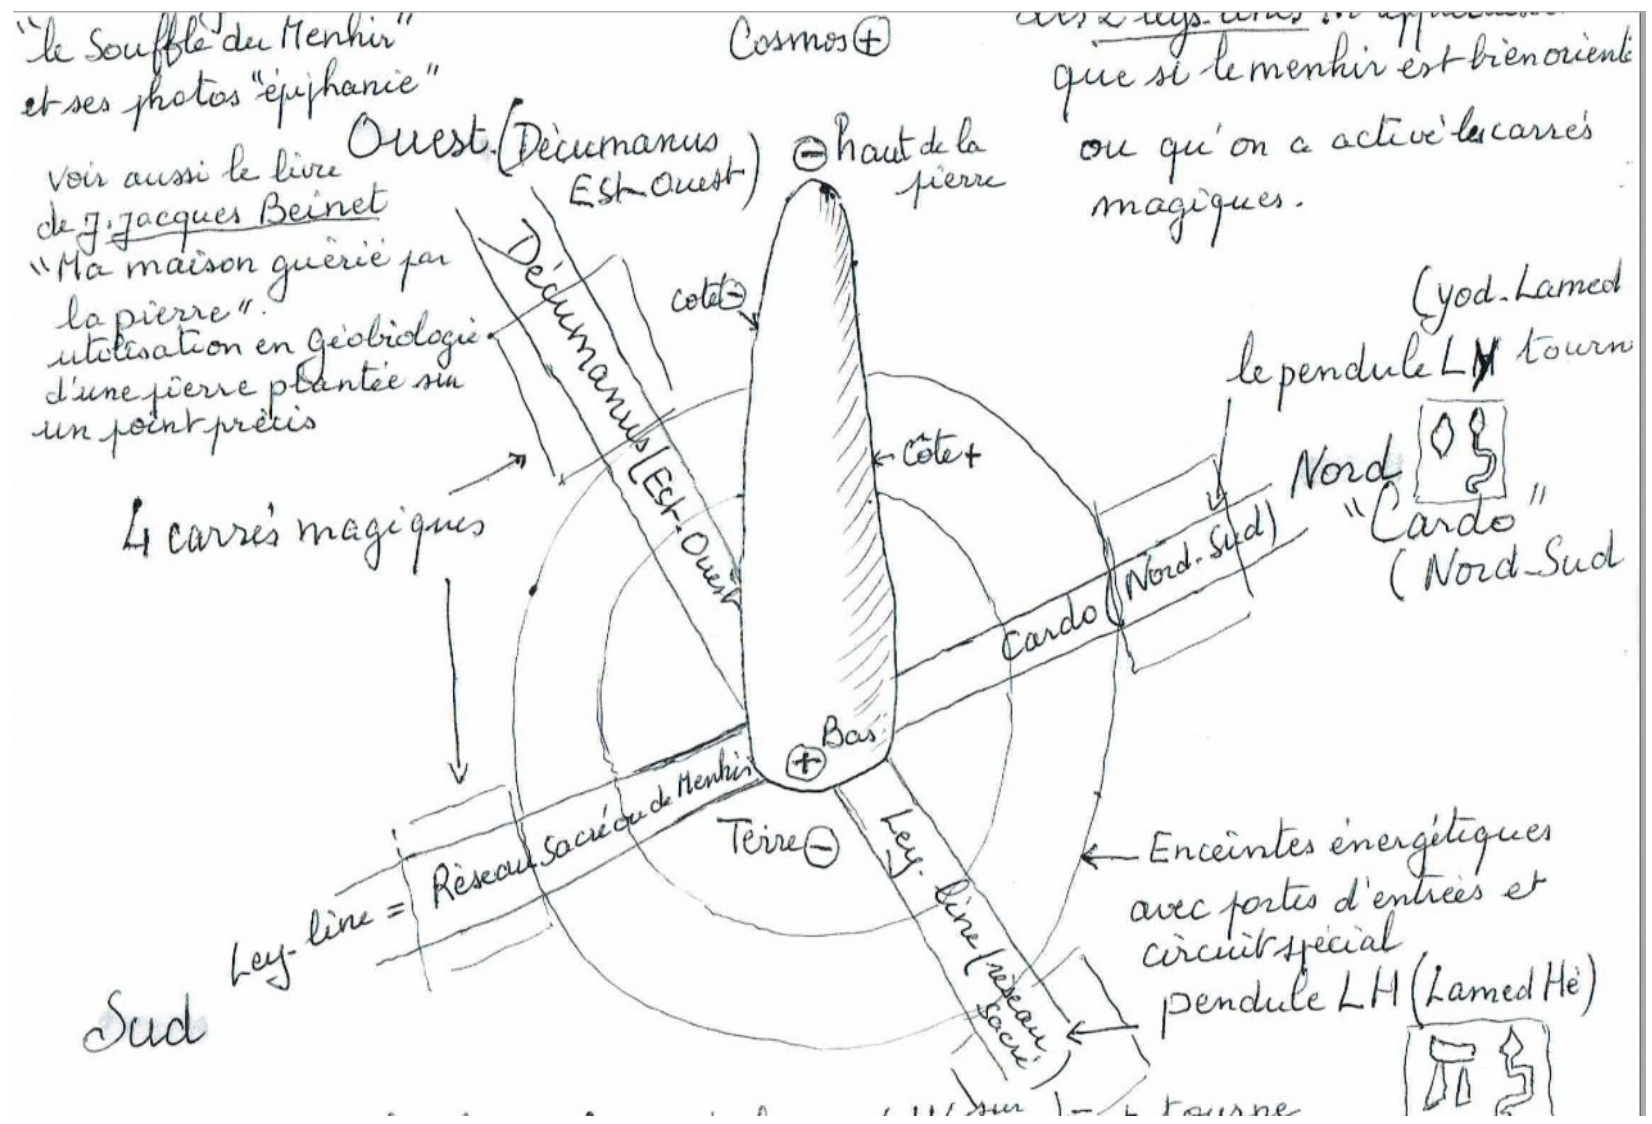 "le Souffle du Menhir"
et ses photos "épiphanie"
voir aussi le livre
de J. Jacques Beinet
"Ma maison guérie par
la pierre".
utilisation en Géobiologie
d'une pierre plantée sur
un point précis
4 carrés magiques
Cosmos +
Ouest. (Décumanus
Est-Ouest)
- haut de la
pierre
que si le menhir est bien orienté
ou qu'on a activé les carrés
magiques.
coté -
Côté +
Décumanus (Est-Ouest
(yod-Lamed
le pendule LY tourn
Nord
"Cardo"
(Nord-Sud
Cardo (Nord-Sud)
Bas
+
Terre -
Ley-line = Réseau Sacré ou de Menhir
Sud
Ley-line (réseau
Sacré)
Enceintes énergétiques
avec portes d'entrées et
circuit spécial
pendule LH (Lamed Hé)
sur
tourne